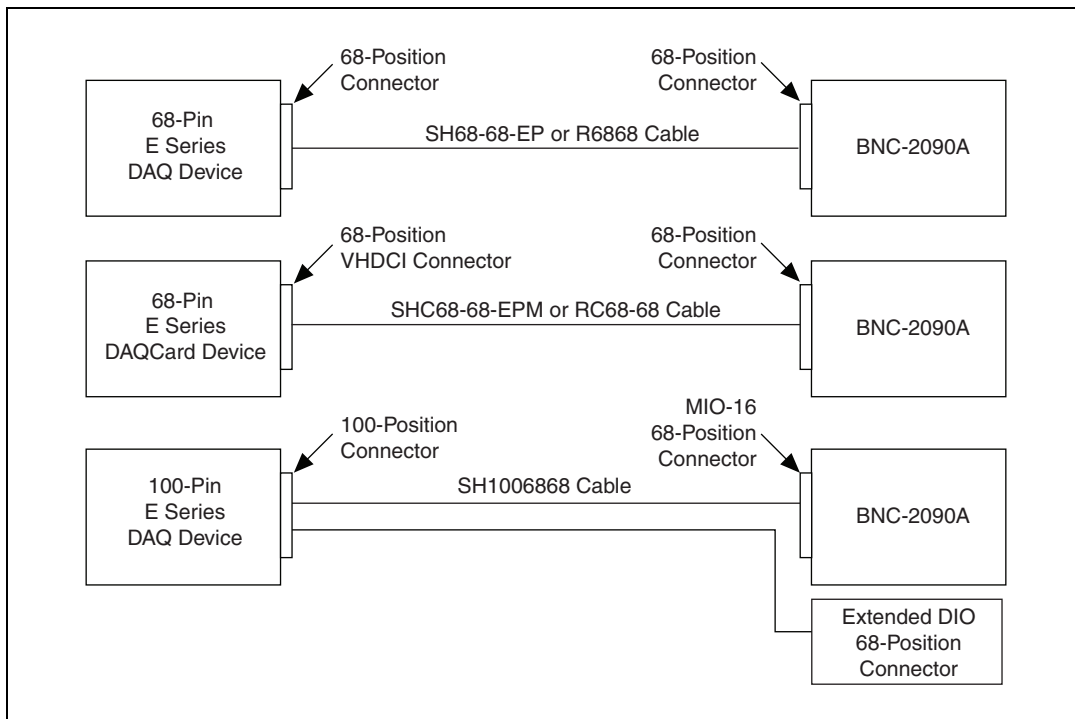 68-Position
Connector
68-Position
Connector
68-Pin
E Series
DAQ Device
SH68-68-EP or R6868 Cable
BNC-2090A
68-Position
VHDCI Connector
68-Position
Connector
68-Pin
E Series
DAQCard Device
SHC68-68-EPM or RC68-68 Cable
BNC-2090A
100-Position
Connector
MIO-16
68-Position
Connector
100-Pin
E Series
DAQ Device
SH1006868 Cable
BNC-2090A
Extended DIO
68-Position
Connector